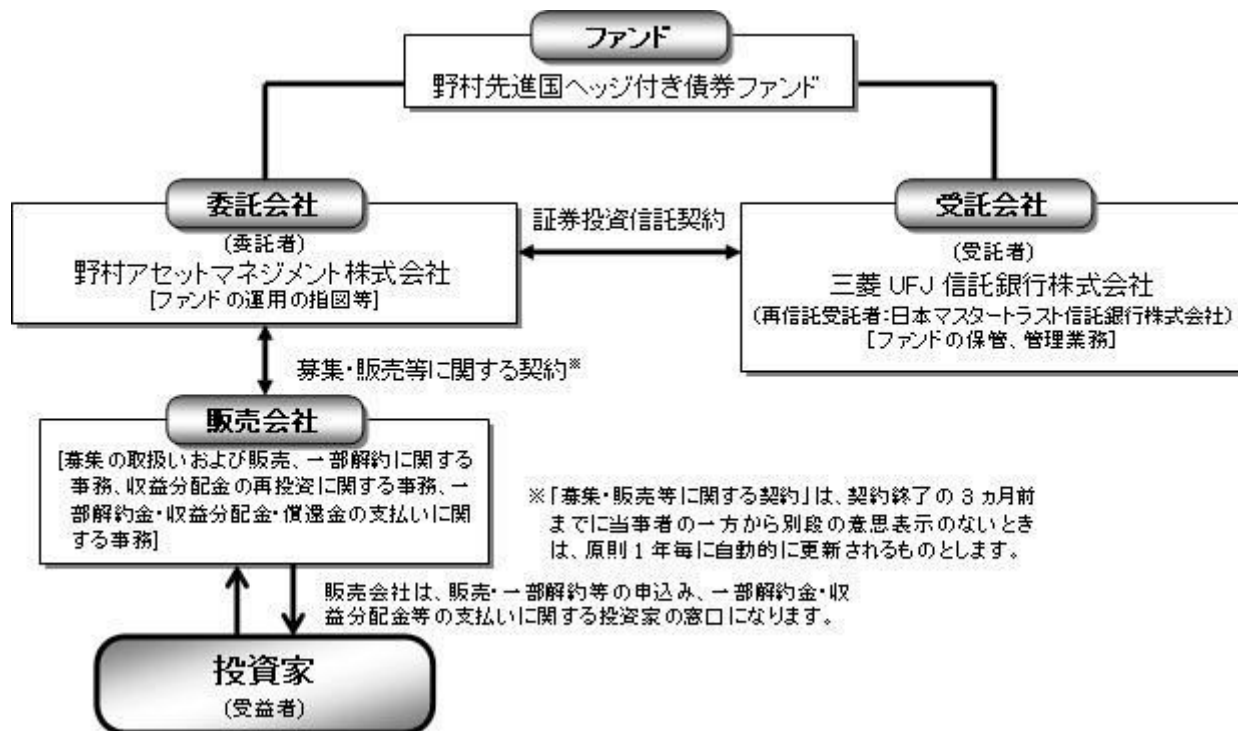 ファンド
野村先進国ヘッジ付き債券ファンド
委託会社
(委託者)
野村アセットマネジメント株式会社
[ファンドの運用の指図等]
証券投資信託契約
受託会社
(受託者)
三菱 UFJ 信託銀行株式会社
(再信託受託者:日本マスタートラスト信託銀行株式会社)
[ファンドの保管、管理業務]
募集・販売等に関する契約※
販売会社
[募集の取扱いおよび販売、一部解約に関する
事務、収益分配金の再投資に関する事務、一
部解約金・収益分配金・償還金の支払いに関
する事務]
※「募集・販売等に関する契約」は、契約終了の 3 ヵ月前
までに当事者の一方から別段の意思表示のないとき
は、原則 1 年毎に自動的に更新されるものとします。
販売会社は、販売・一部解約等の申込み、一部解約金・収
益分配金等の支払いに関する投資家の窓口になります。
投資家
(受益者)